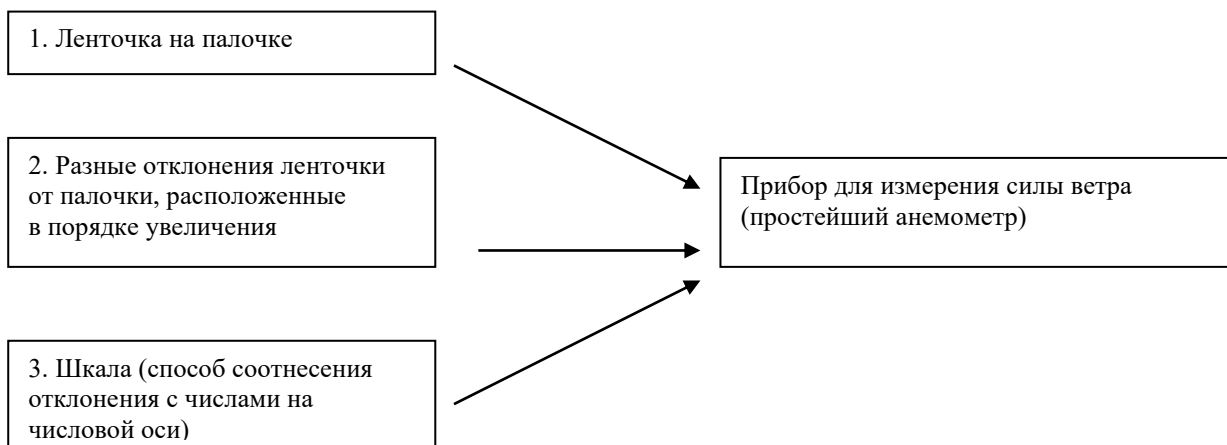 1. Ленточка на палочке
2. Разные отклонения ленточки
от палочки, расположенные
в порядке увеличения
Прибор для измерения силы ветра
(простейший анемометр)
3. Шкала (способ соотнесения
отклонения с числами на
числовой оси)